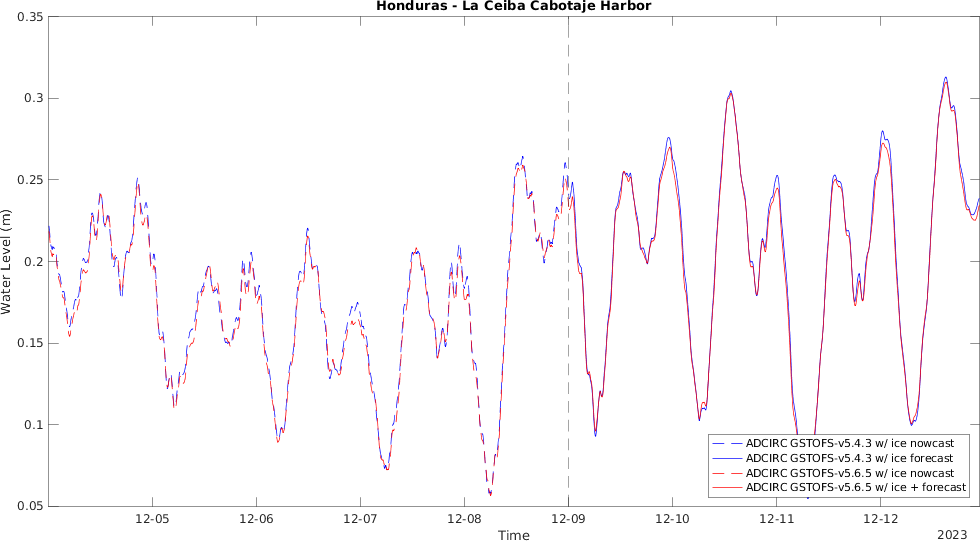 Honduras - La Ceiba Cabotaje Harbor
0.35
0.3
0.25
0.2
0.15
0.1
0.05
Water Level (m)
ADCIRC GSTOFS-v5.4.3 w/ ice nowcast
ADCIRC GSTOFS-v5.4.3 w/ ice forecast
ADCIRC GSTOFS-v5.6.5 w/ ice nowcast
ADCIRC GSTOFS-v5.6.5 w/ ice + forecast
12-05 12-06 12-07 12-08 12-09 12-10 12-11 12-12
Time
2023